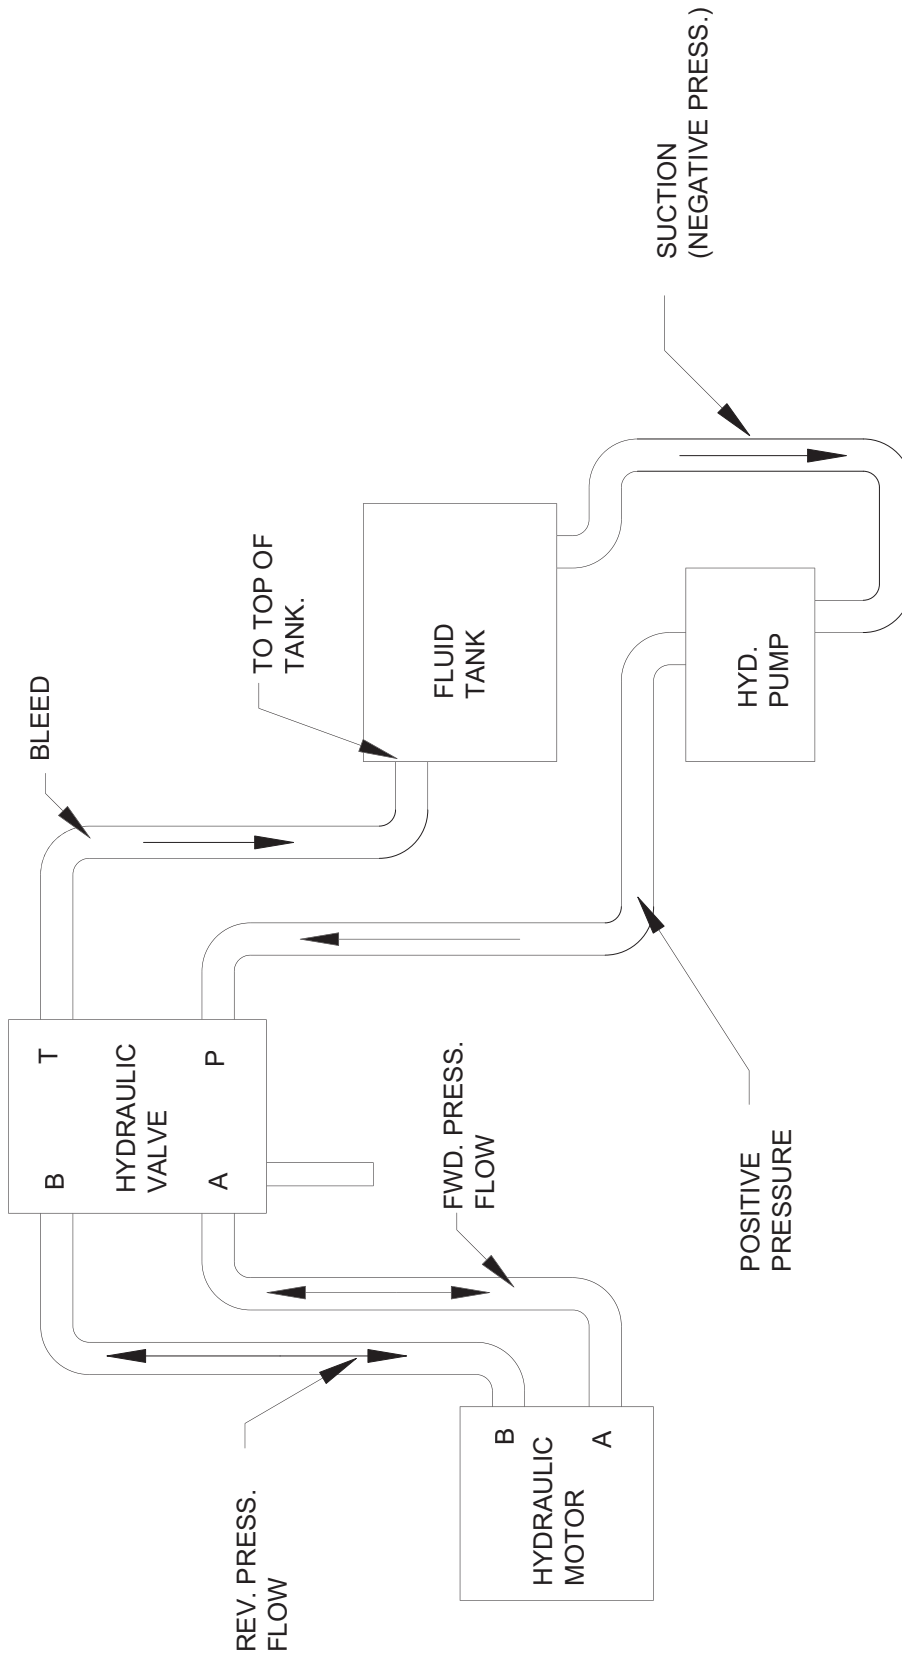 REV. PRESS.
FLOW
BLEED
B
T
HYDRAULIC
VALVE
A
P
TO TOP OF
TANK.
FWD. PRESS.
FLOW
FLUID
TANK
B
HYDRAULIC
MOTOR
A
SUCTION
(NEGATIVE PRESS.)
HYD.
PUMP
POSITIVE
PRESSURE